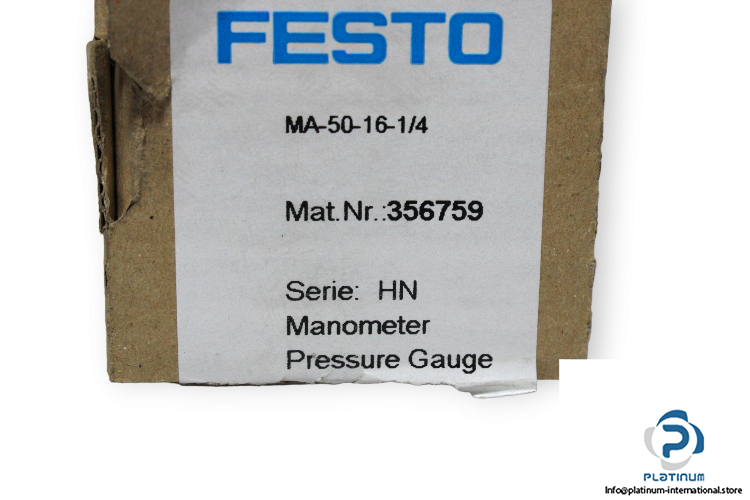 FESTO
MA-50-16-1/4
Mat.Nr.:356759
Serie: HN
Manometer
Pressure Gauge
PLATINUM
Info@platinum-international.store